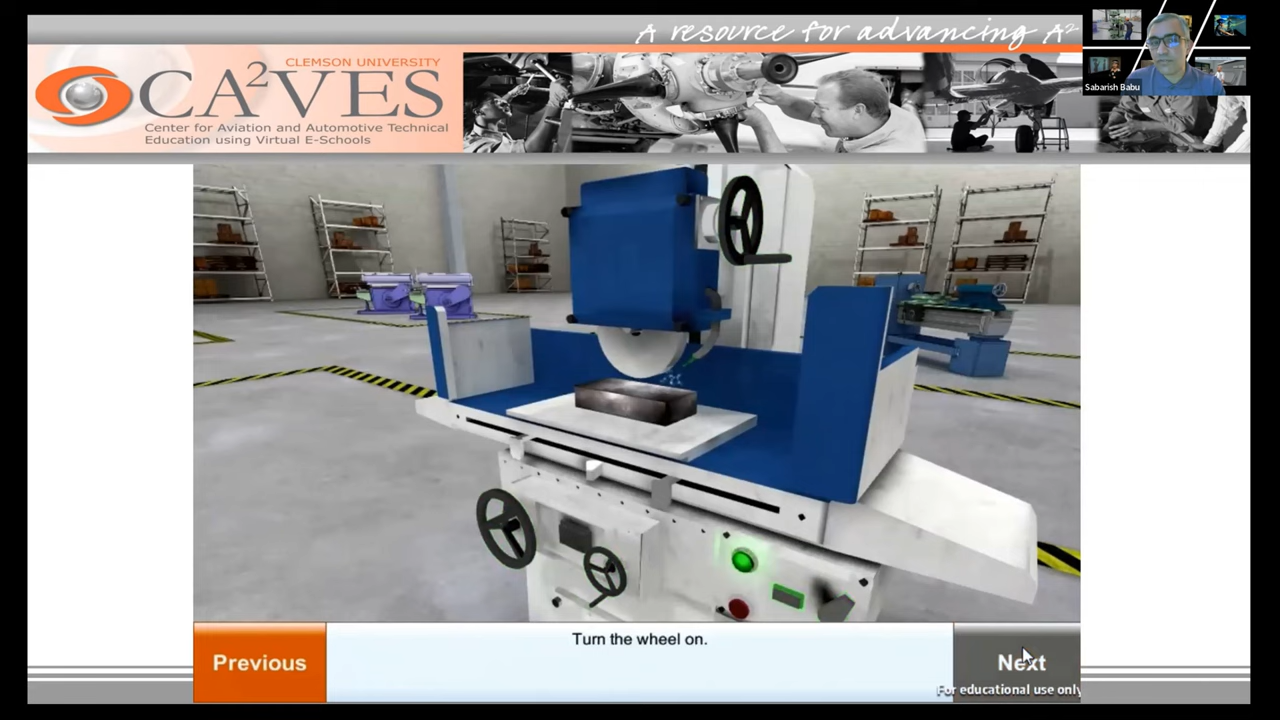 A resource for advancing A²
Sabarish Babu
CLEMSON UNIVERSITY
CA²VES
Center for Aviation and Automotive Technical
Education using Virtual E-Schools
Turn the wheel on.
Previous
Next
For educational use only